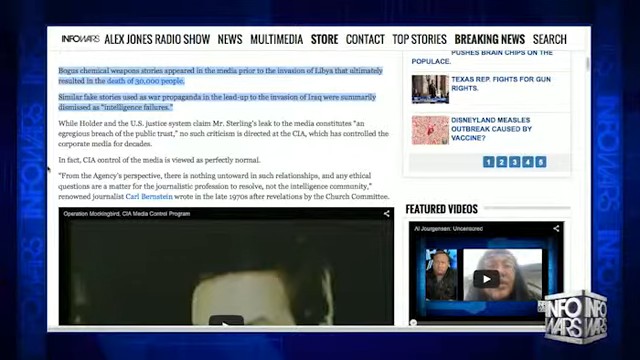 INFOWARS ALEX JONES RADIO SHOW NEWS MULTIMEDIA STORE CONTACT TOP STORIES BREAKING NEWS SEARCH
Bogus chemical weapons stories appeared in the media prior to the invasion of Libya that ultimately
resulted in the death of 30,000 people.
Similar fake stories used as war propaganda in the lead-up to the invasion of Iraq were summarily
dismissed as "intelligence failures."
While Holder and the U.S. justice system claim Mr. Sterling's leak to the media constitutes "an
egregious breach of the public trust," no such criticism is directed at the CIA, which has controlled the
corporate media for decades.
In fact, CIA control of the media is viewed as perfectly normal.
"From the Agency's perspective, there is nothing untoward in such relationships, and any ethical
questions are a matter for the journalistic profession to resolve, not the intelligence community,"
renowned journalist Carl Bernstein wrote in the late 1970s after revelations by the Church Committee.
Operation Mockingbird, CIA Media Control Program
PUSHES BRAIN CHIPS ON THE
POPULACE.
TEXAS REP. FIGHTS FOR GUN
RIGHTS.
DISNEYLAND MEASLES
OUTBREAK CAUSED BY
VACCINE?
1 2 3 4 5
FEATURED VIDEOS
Al Jourgensen: Uncensored
INFO
WARS
INFO
WARS
INFOWARS